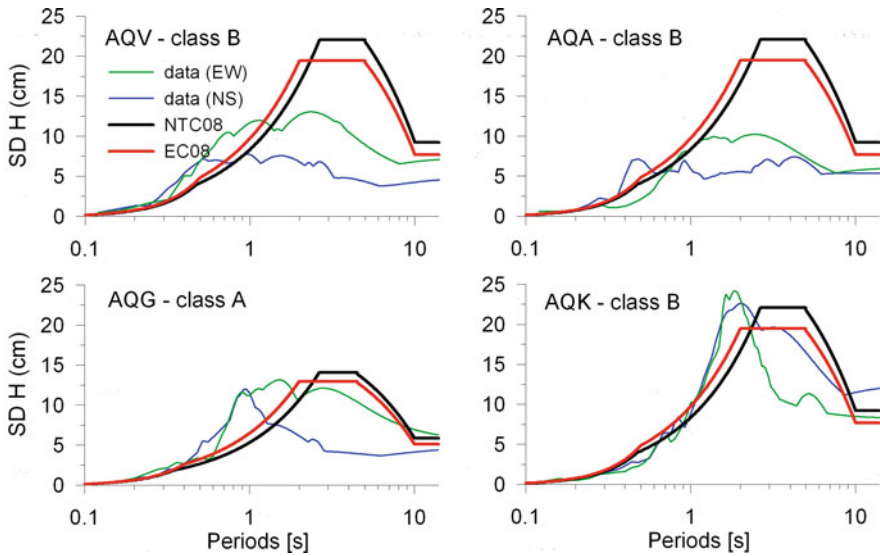 AQV - class B
data (EW)
data (NS)
NTC08
EC08
SD H (cm)
25
20
15
10
5
0
0.1 1 10
AQA - class B
25
20
15
10
5
0
0.1 1 10
AQG - class A
SD H (cm)
25
20
15
10
5
0
0.1 1 10
Periods [s]
AQK - class B
25
20
15
10
5
0
0.1 1 10
Periods [s]